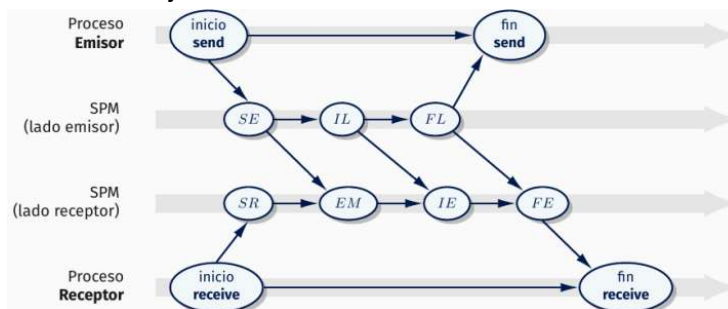 Proceso
Emisor
inicio
send
fin
send
SPM
(lado emisor)
SE
IL
FL
SPM
(lado receptor)
SR
EM
IE
FE
Proceso
Receptor
inicio
receive
fin
receive